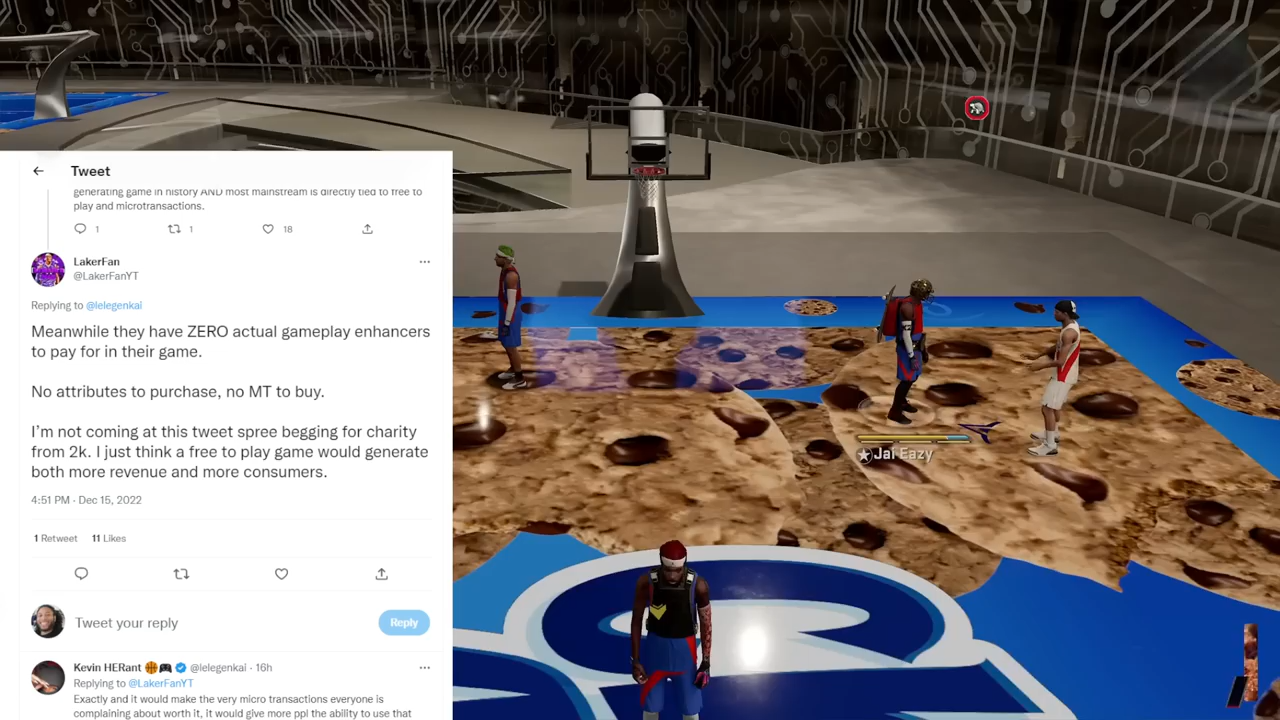 Tweet
generating game in history AND most mainstream is directly tied to free to
play and microtransactions.
1 1 18
LakerFan
@LakerFanYT
Replying to @lelegenkai
Meanwhile they have ZERO actual gameplay enhancers
to pay for in their game.
No attributes to purchase, no MT to buy.
I'm not coming at this tweet spree begging for charity
from 2k. I just think a free to play game would generate
both more revenue and more consumers.
4:51 PM · Dec 15, 2022
1 Retweet 11 Likes
Tweet your reply
Reply
Kevin HERant @lelegenkai · 16h
Replying to @LakerFanYT
Exactly and it would make the very micro transactions everyone is
complaining about worth it, it would give more ppl the ability to use that
Jai Eazy